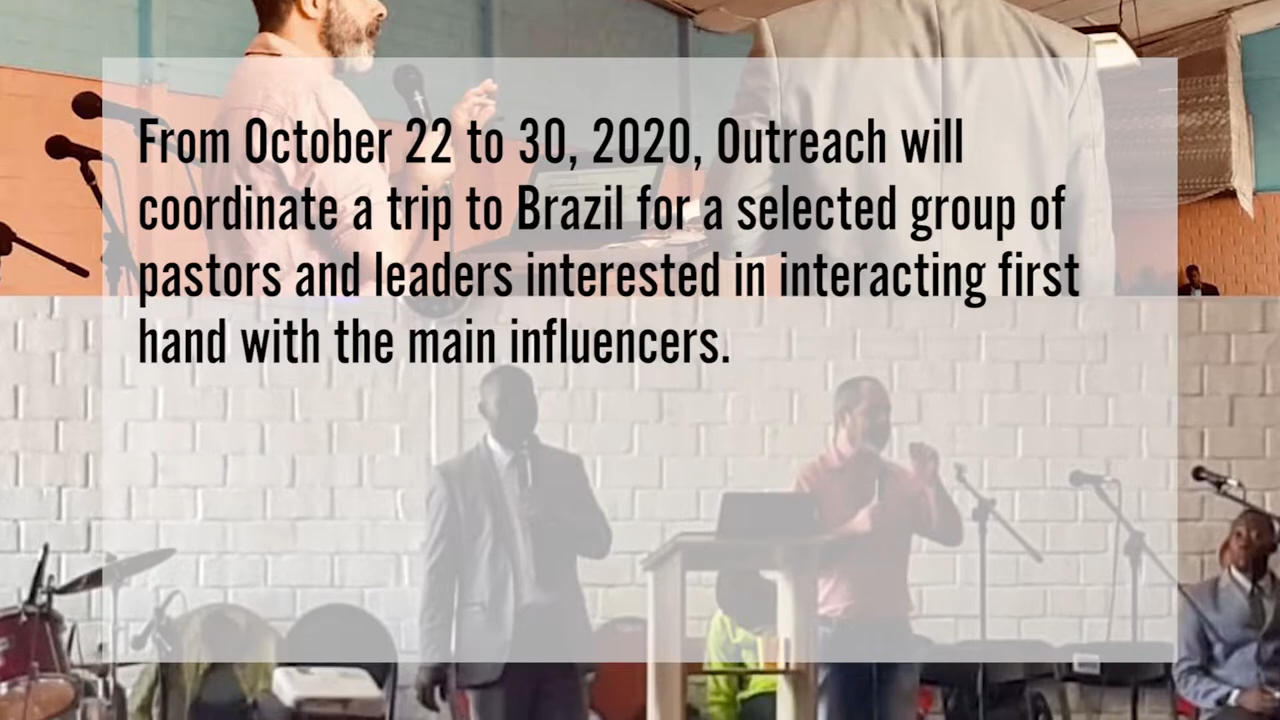 From October 22 to 30, 2020, Outreach will
coordinate a trip to Brazil for a selected group of
pastors and leaders interested in interacting first
hand with the main influencers.